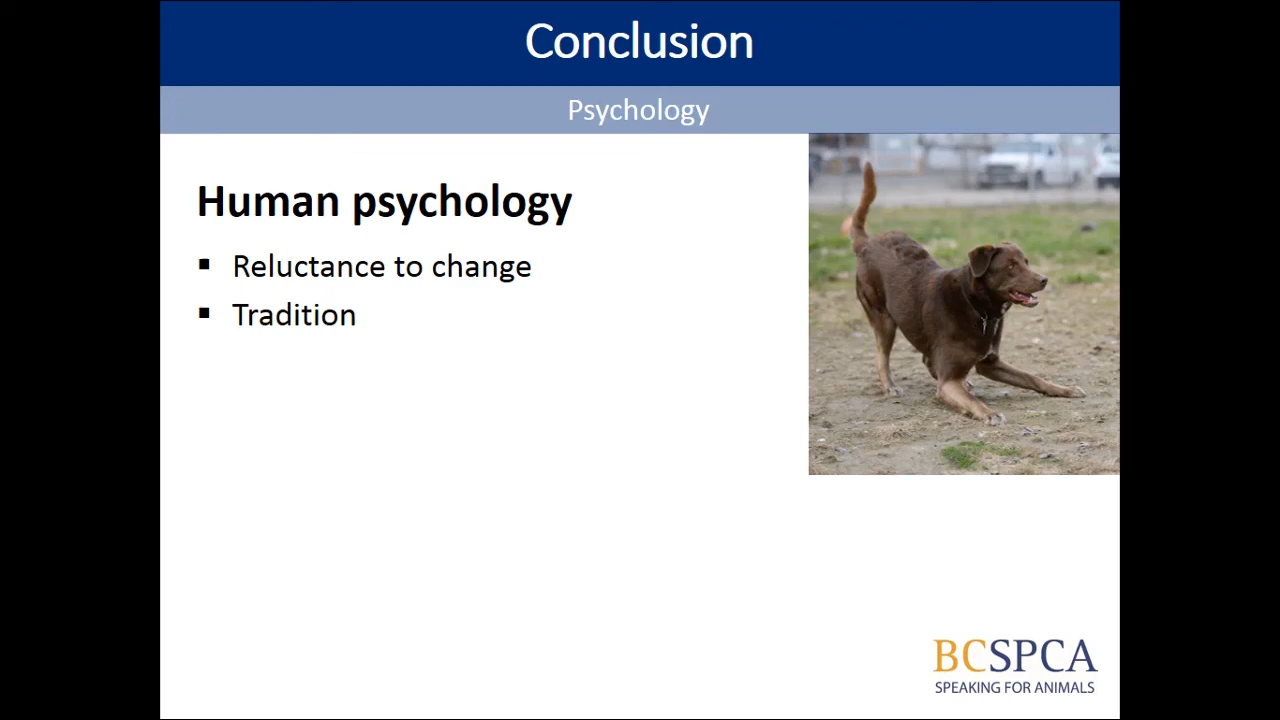 Conclusion
Psychology
Human psychology
▪ Reluctance to change
▪ Tradition
BCSPCA
SPEAKING FOR ANIMALS